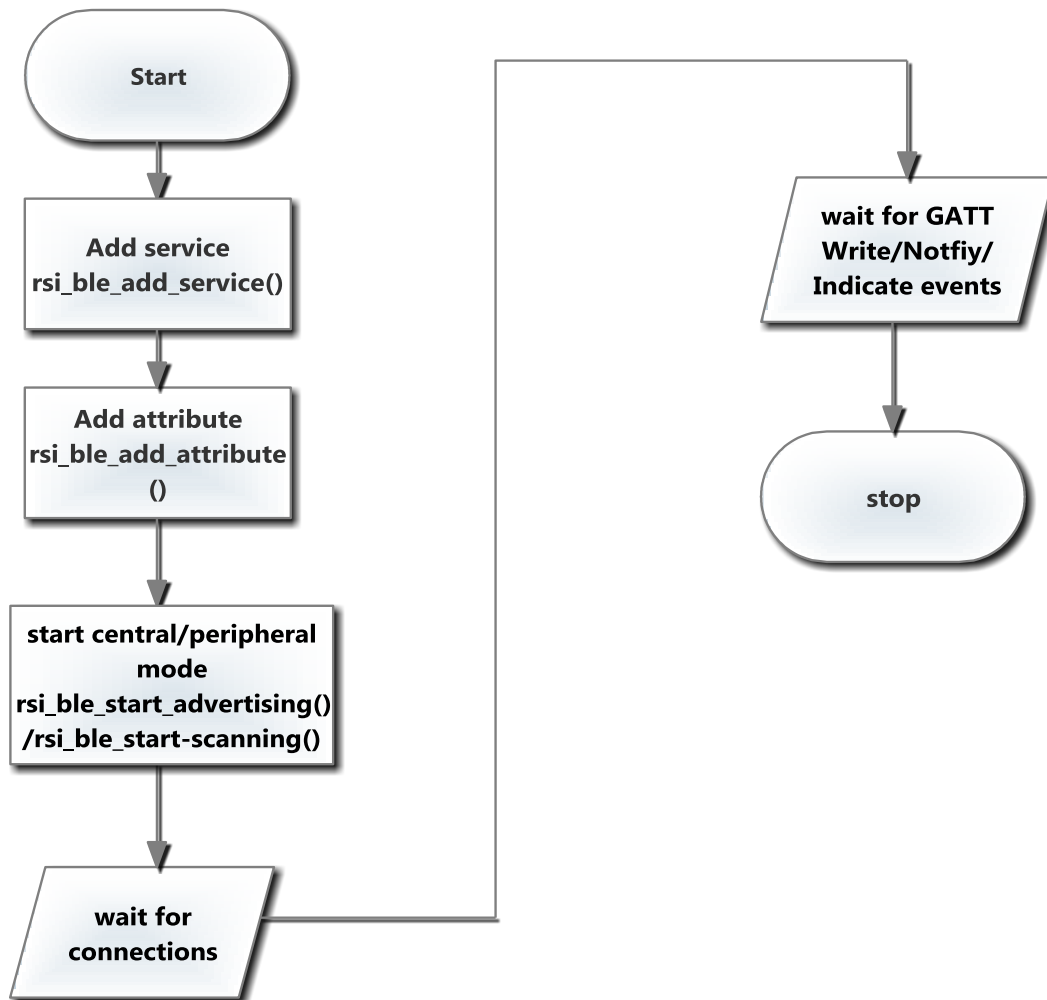 Start
Add service
rsi_ble_add_service()
Add attribute
rsi_ble_add_attribute
()
start central/peripheral
mode
rsi_ble_start_advertising()
/rsi_ble_start-scanning()
wait for
connections
wait for GATT
Write/Notfiy/
Indicate events
stop